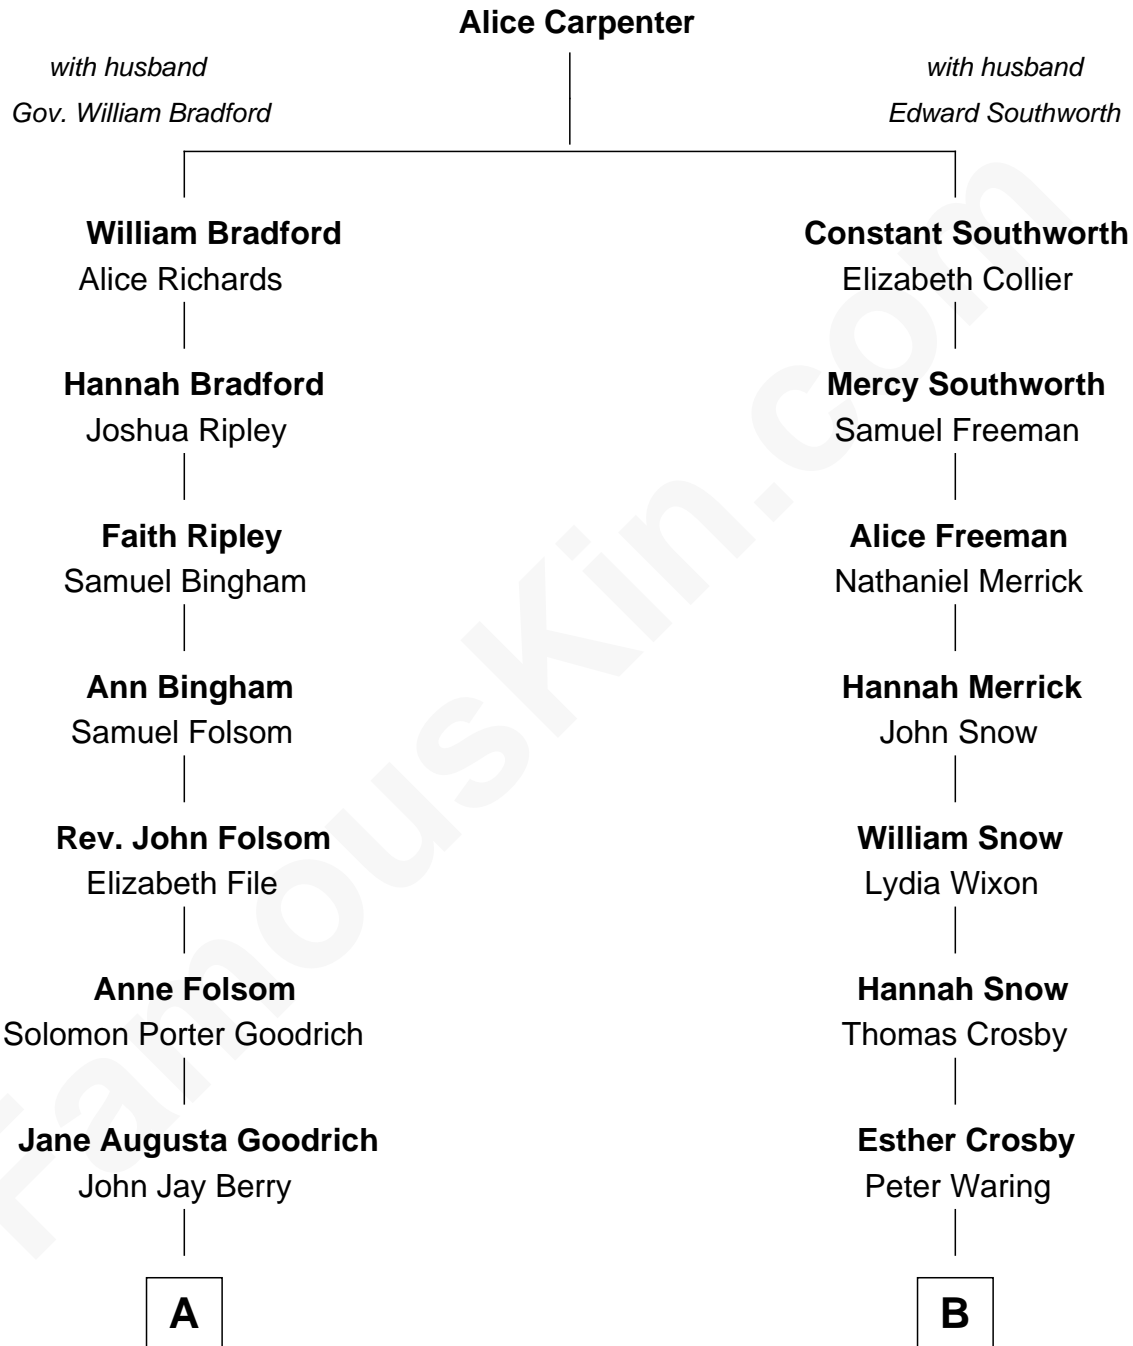 Alice Carpenter
with husband
Gov. William Bradford
with husband
Edward Southworth
William Bradford
Alice Richards
Constant Southworth
Elizabeth Collier
Hannah Bradford
Joshua Ripley
Mercy Southworth
Samuel Freeman
Faith Ripley
Samuel Bingham
Alice Freeman
Nathaniel Merrick
Ann Bingham
Samuel Folsom
Hannah Merrick
John Snow
Rev. John Folsom
Elizabeth File
William Snow
Lydia Wixon
Anne Folsom
Solomon Porter Goodrich
Hannah Snow
Thomas Crosby
Jane Augusta Goodrich
John Jay Berry
Esther Crosby
Peter Waring
A
B
FamousKin.com